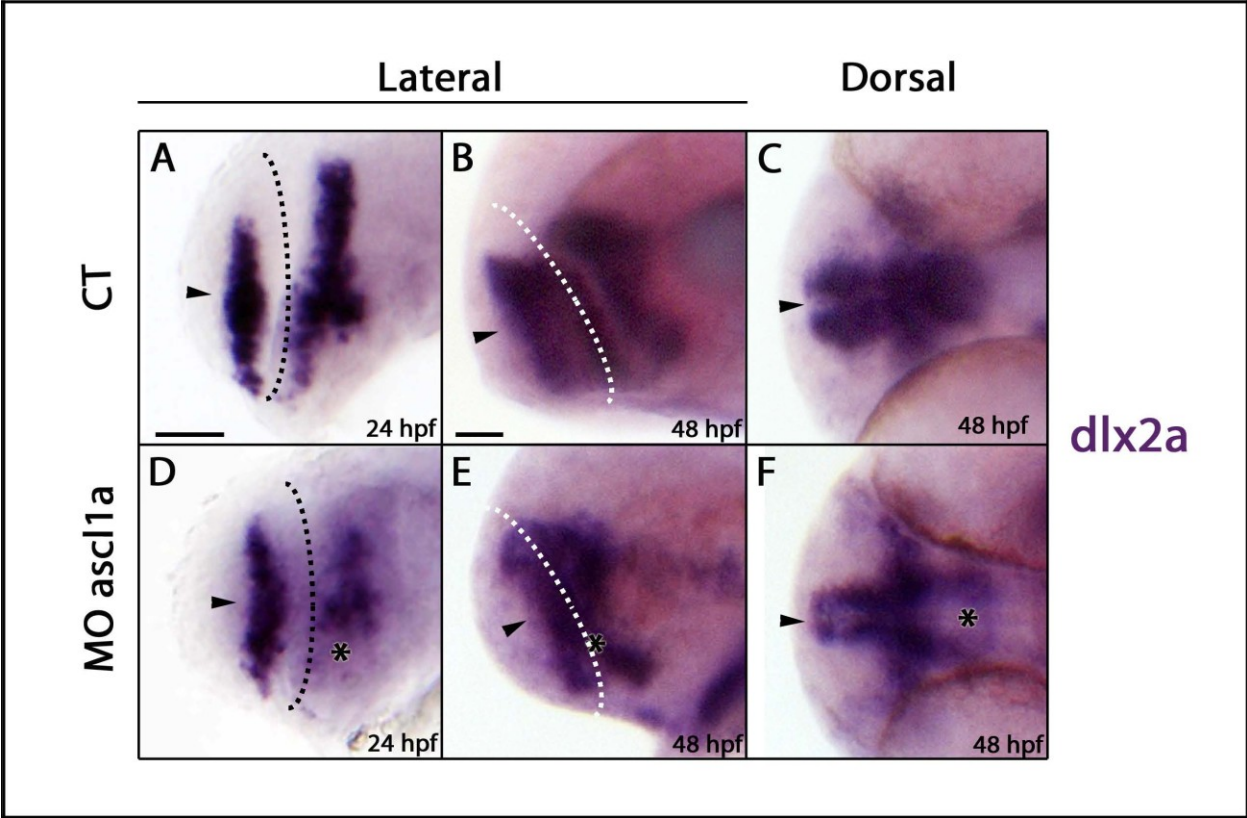 Lateral Dorsal
CT
A B C
24 hpf 48 hpf 48 hpf
dlx2a
MO ascl1a
D E F
* * *
24 hpf 48 hpf 48 hpf